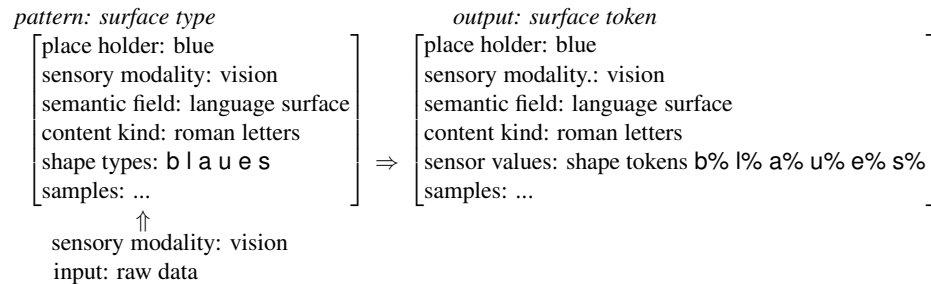 pattern: surface type output: surface token
place holder: blue place holder: blue
sensory modality: vision sensory modality.: vision
semantic field: language surface semantic field: language surface
content kind: roman letters content kind: roman letters
shape types: b l a u e s ⇒ sensor values: shape tokens b% l% a% u% e% s%
samples: ... samples: ...
⇑
sensory modality: vision
input: raw data